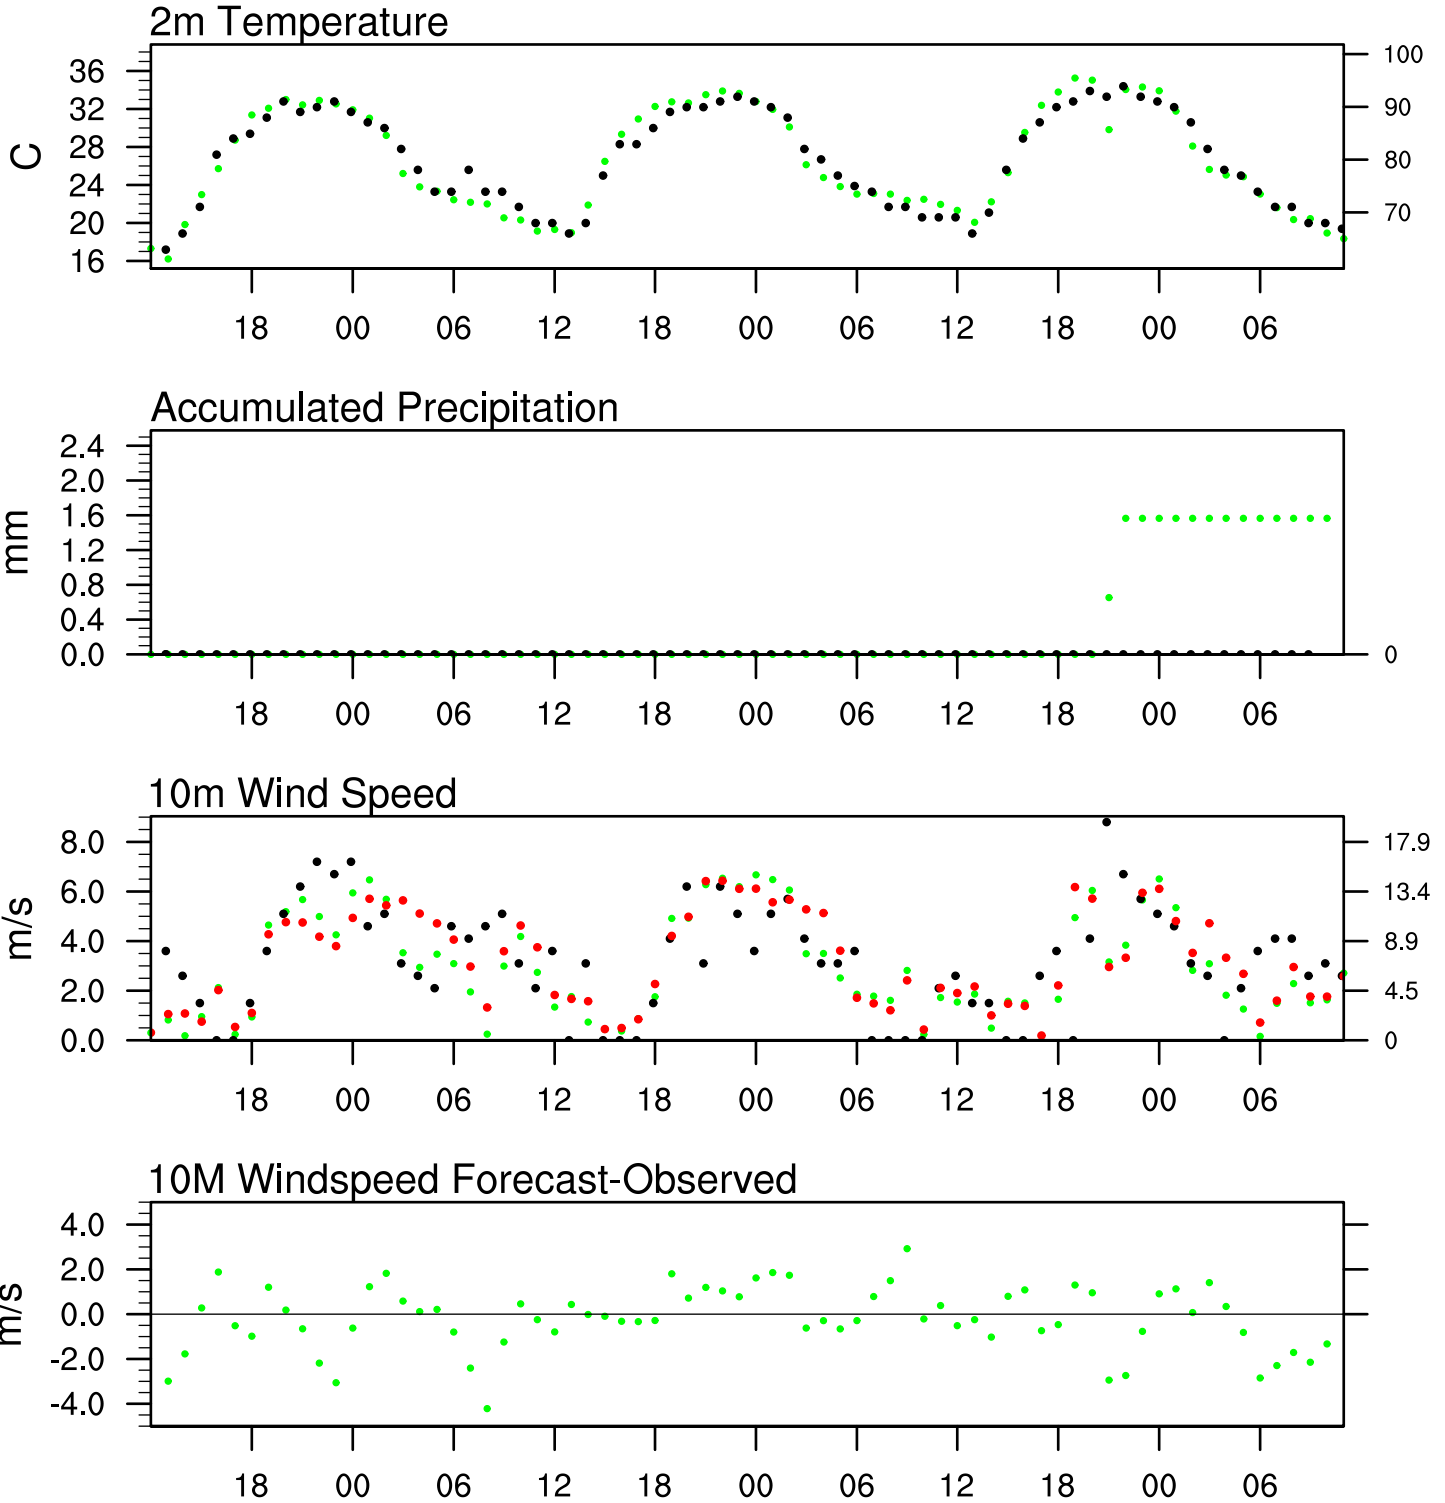 2m Temperature
36
32
28
24
20
16
C
100
90
80
70
18 00 06 12 18 00 06 12 18 00 06
Accumulated Precipitation
2.4
2.0
1.6
1.2
0.8
0.4
0.0
mm
0
18 00 06 12 18 00 06 12 18 00 06
10m Wind Speed
8.0
6.0
4.0
2.0
0.0
m/s
17.9
13.4
8.9
4.5
0
18 00 06 12 18 00 06 12 18 00 06
10M Windspeed Forecast-Observed
4.0
2.0
0.0
-2.0
-4.0
m/s
18 00 06 12 18 00 06 12 18 00 06